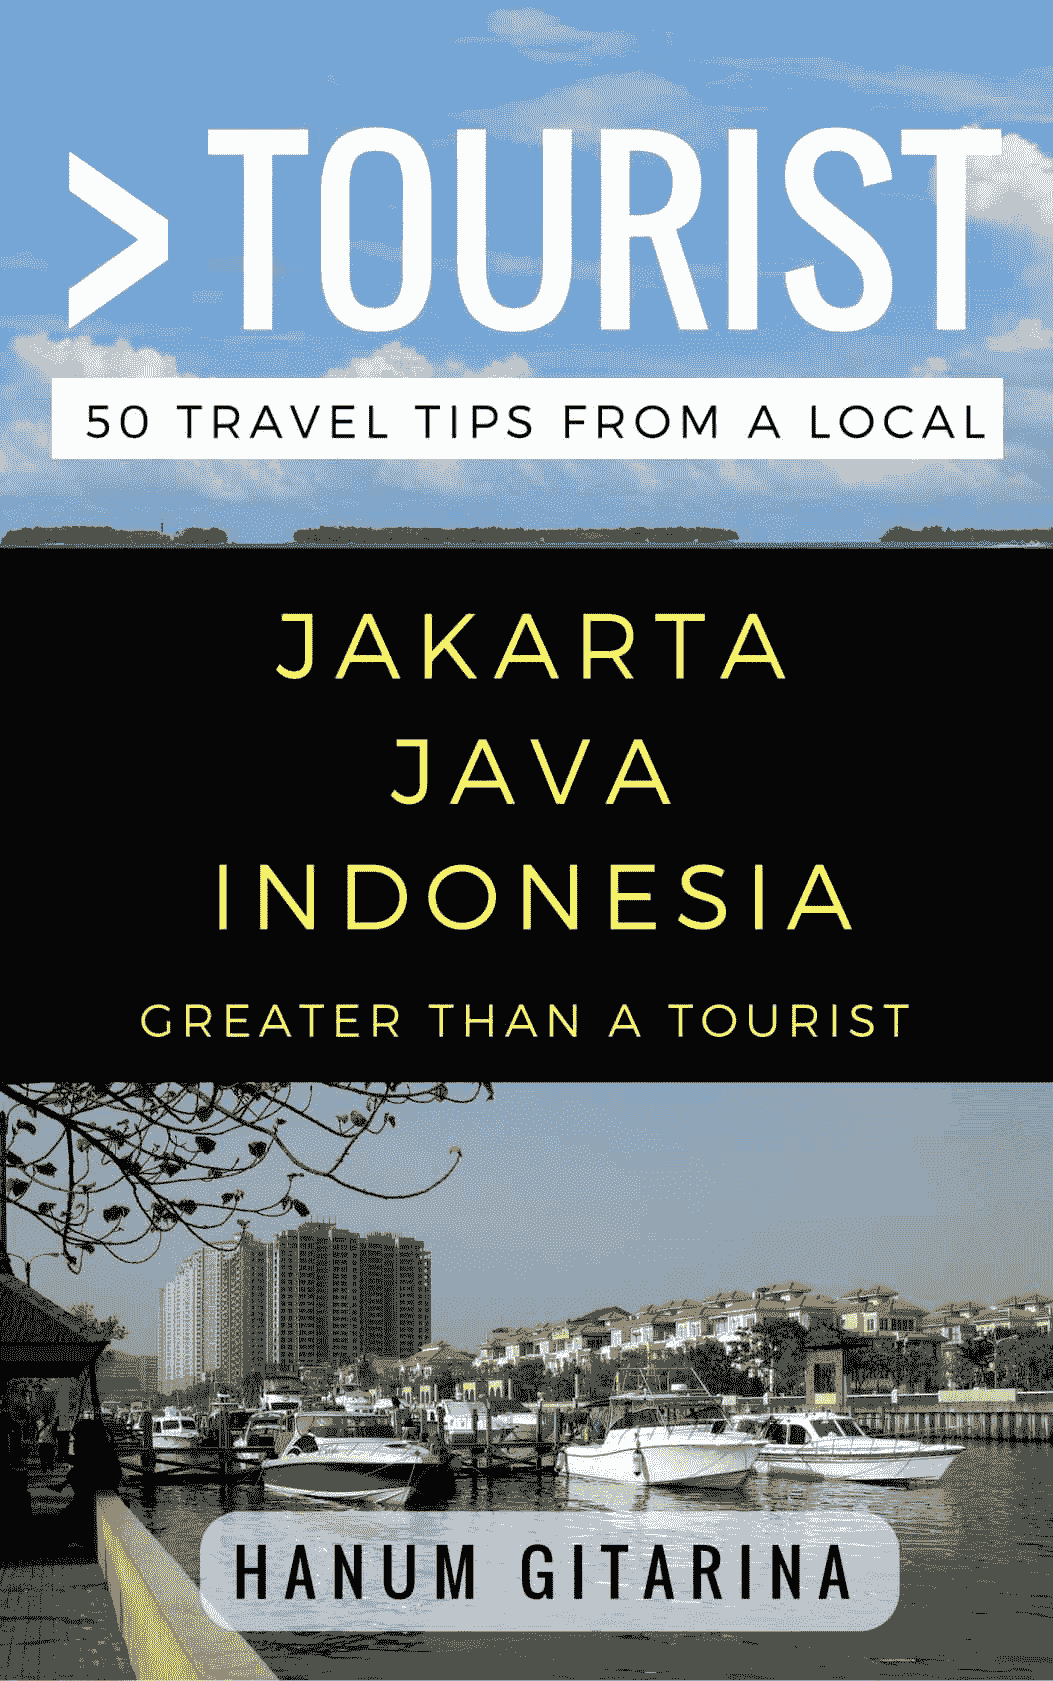 >TOURIST
50 TRAVEL TIPS FROM A LOCAL
JAKARTA
JAVA
INDONESIA
GREATER THAN A TOURIST
HANUM GITARINA